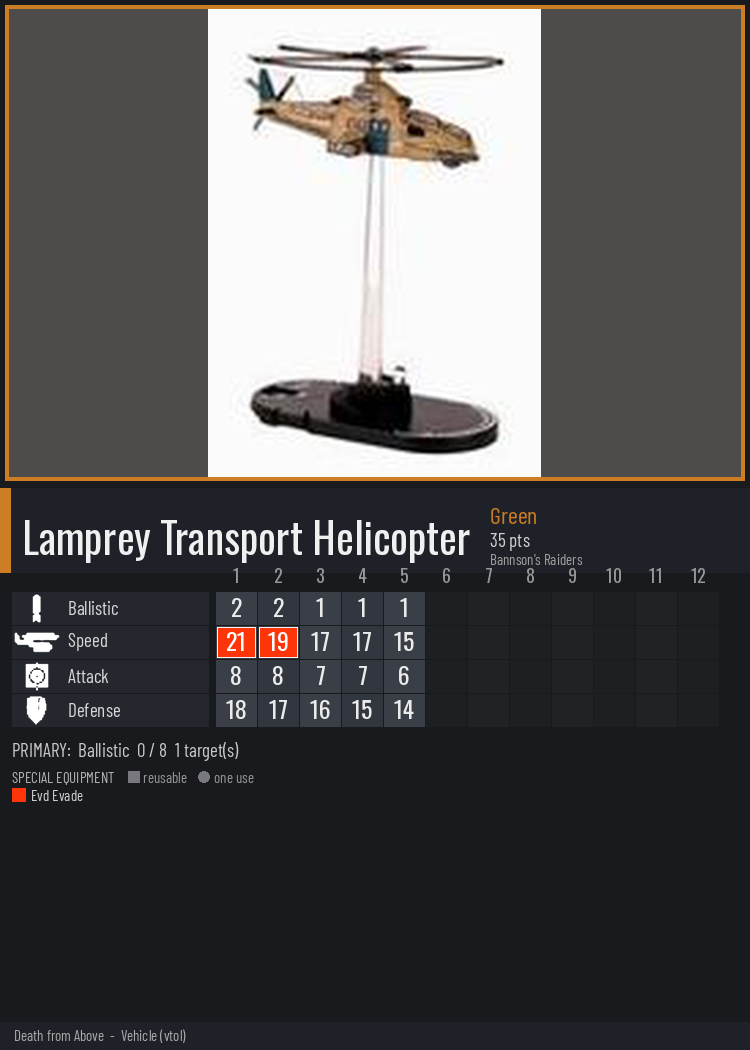 Lamprey Transport Helicopter
Green
35 pts
Bannson's Raiders
1 2 3 4 5 6 7 8 9 10 11 12
Ballistic 2 2 1 1 1
Speed 21 19 17 17 15
Attack 8 8 7 7 6
Defense 18 17 16 15 14
PRIMARY: Ballistic 0 / 8 1 target(s)
SPECIAL EQUIPMENT reusable one use
Evd Evade
Death from Above - Vehicle (vtol)